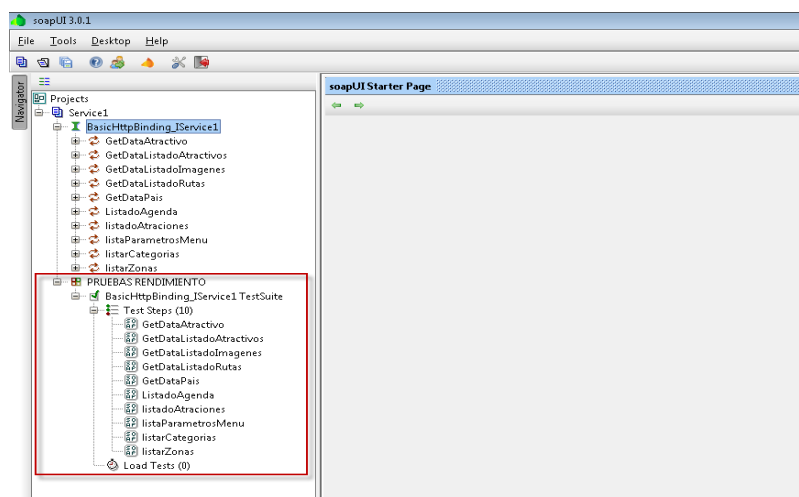 soapUI 3.0.1
File Tools Desktop Help
Navigator
soapUI Starter Page
Projects
Service1
BasicHttpBinding_IService1
GetDataAtractivo
GetDataListadoAtractivos
GetDataListadoImagenes
GetDataListadoRutas
GetDataPais
ListadoAgenda
listadoAtraciones
listaParametrosMenu
listarCategorias
listarZonas
PRUEBAS RENDIMIENTO
BasicHttpBinding_IService1 TestSuite
Test Steps (10)
GetDataAtractivo
GetDataListadoAtractivos
GetDataListadoImagenes
GetDataListadoRutas
GetDataPais
ListadoAgenda
listadoAtraciones
listaParametrosMenu
listarCategorias
listarZonas
Load Tests (0)